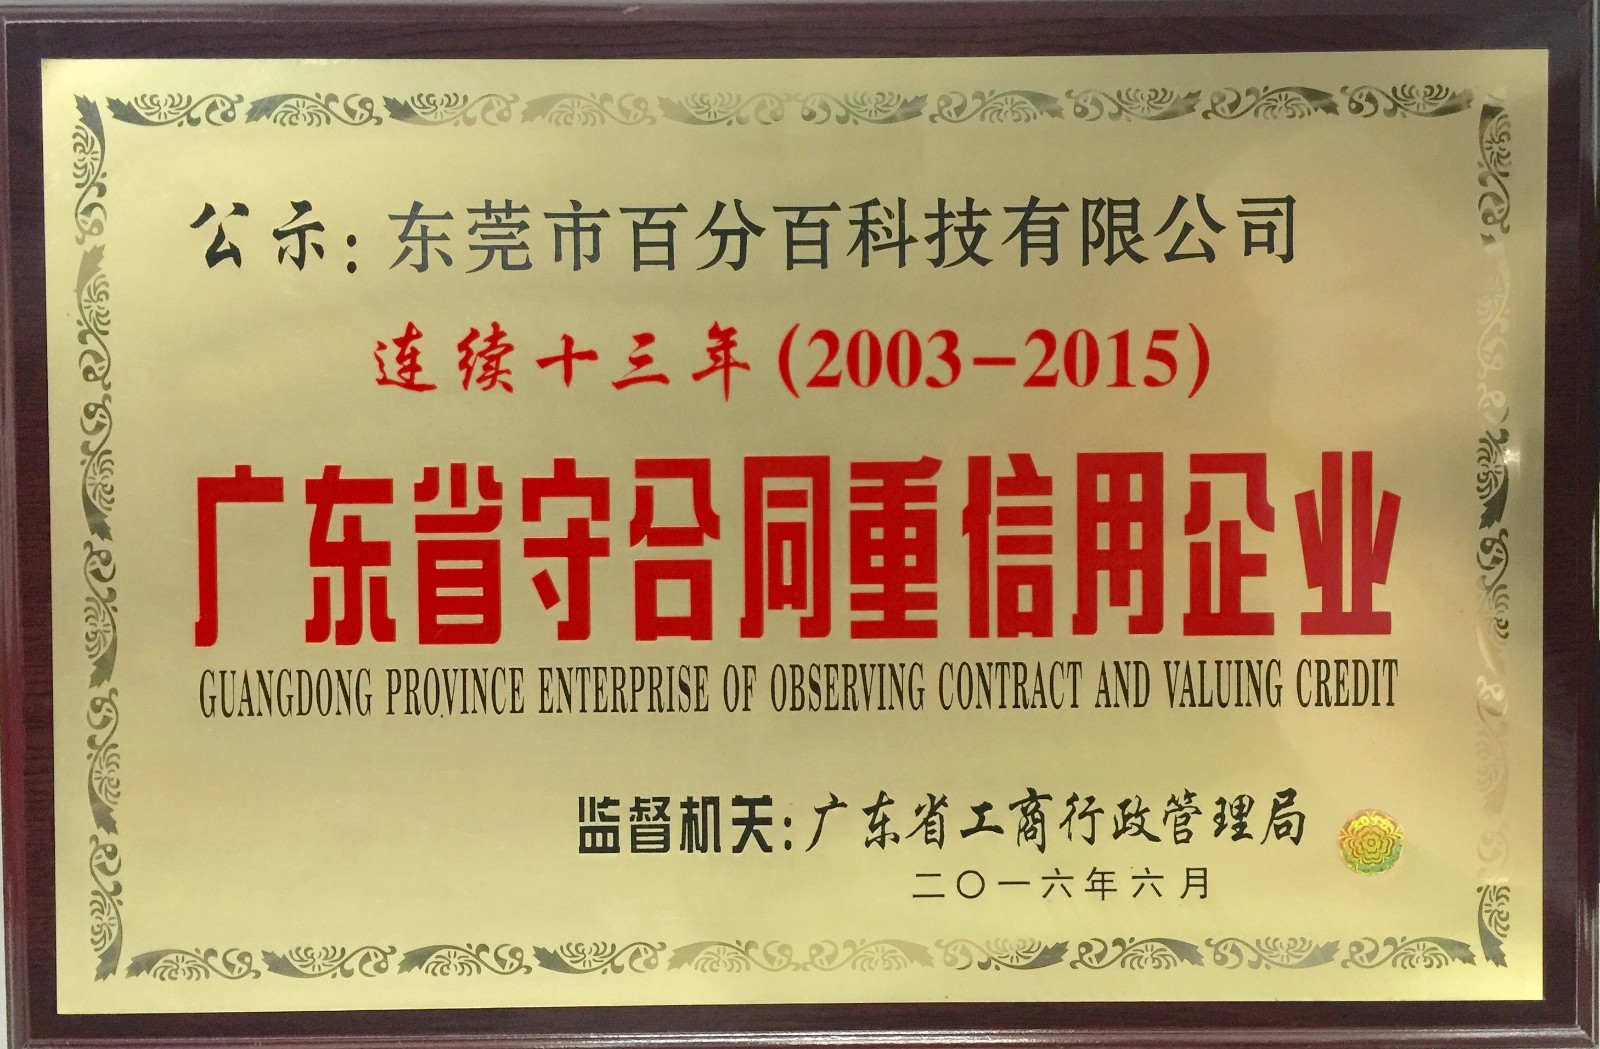 公示:东莞市百分百科技有限公司
连续十三年(2003-2015)
广东省守合同重信用企业
GUANGDONG PROVINCE ENTERPRISE OF OBSERVING CONTRACT AND VALUING CREDIT
监督机关:广东省工商行政管理局
二〇一六年六月